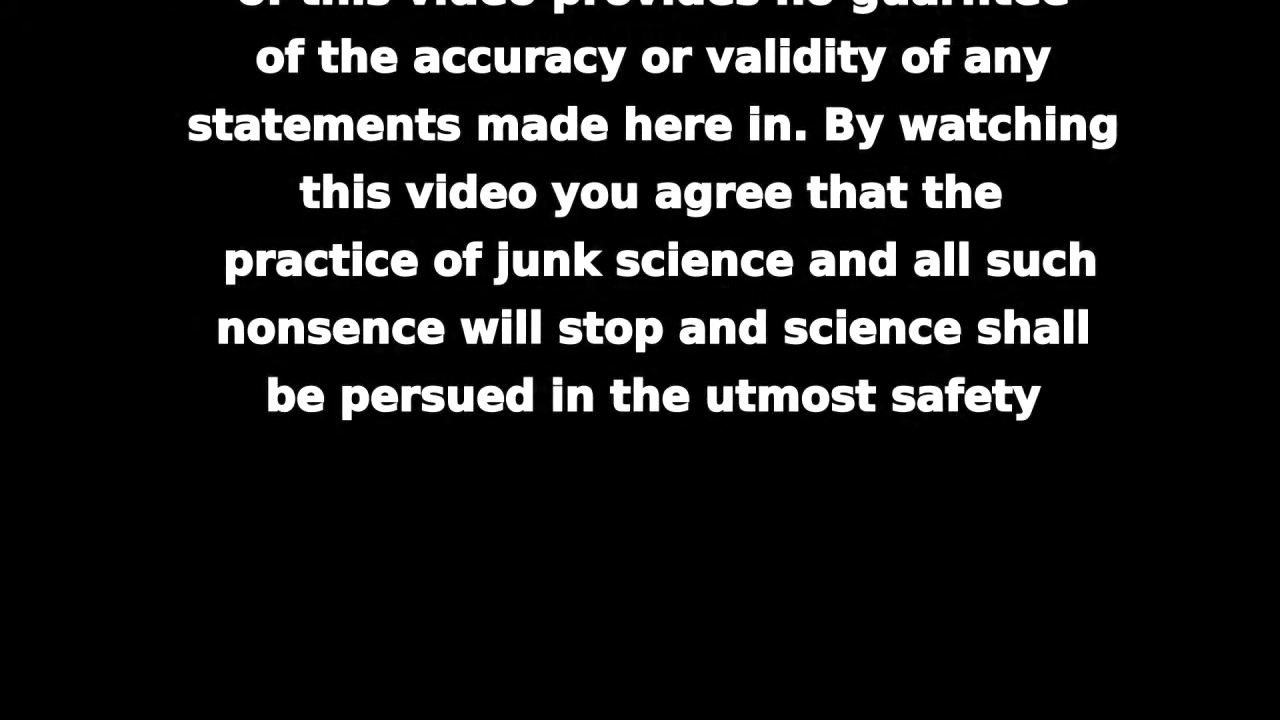 of this video provides no guarntee
of the accuracy or validity of any
statements made here in. By watching
this video you agree that the
practice of junk science and all such
nonsence will stop and science shall
be persued in the utmost safety